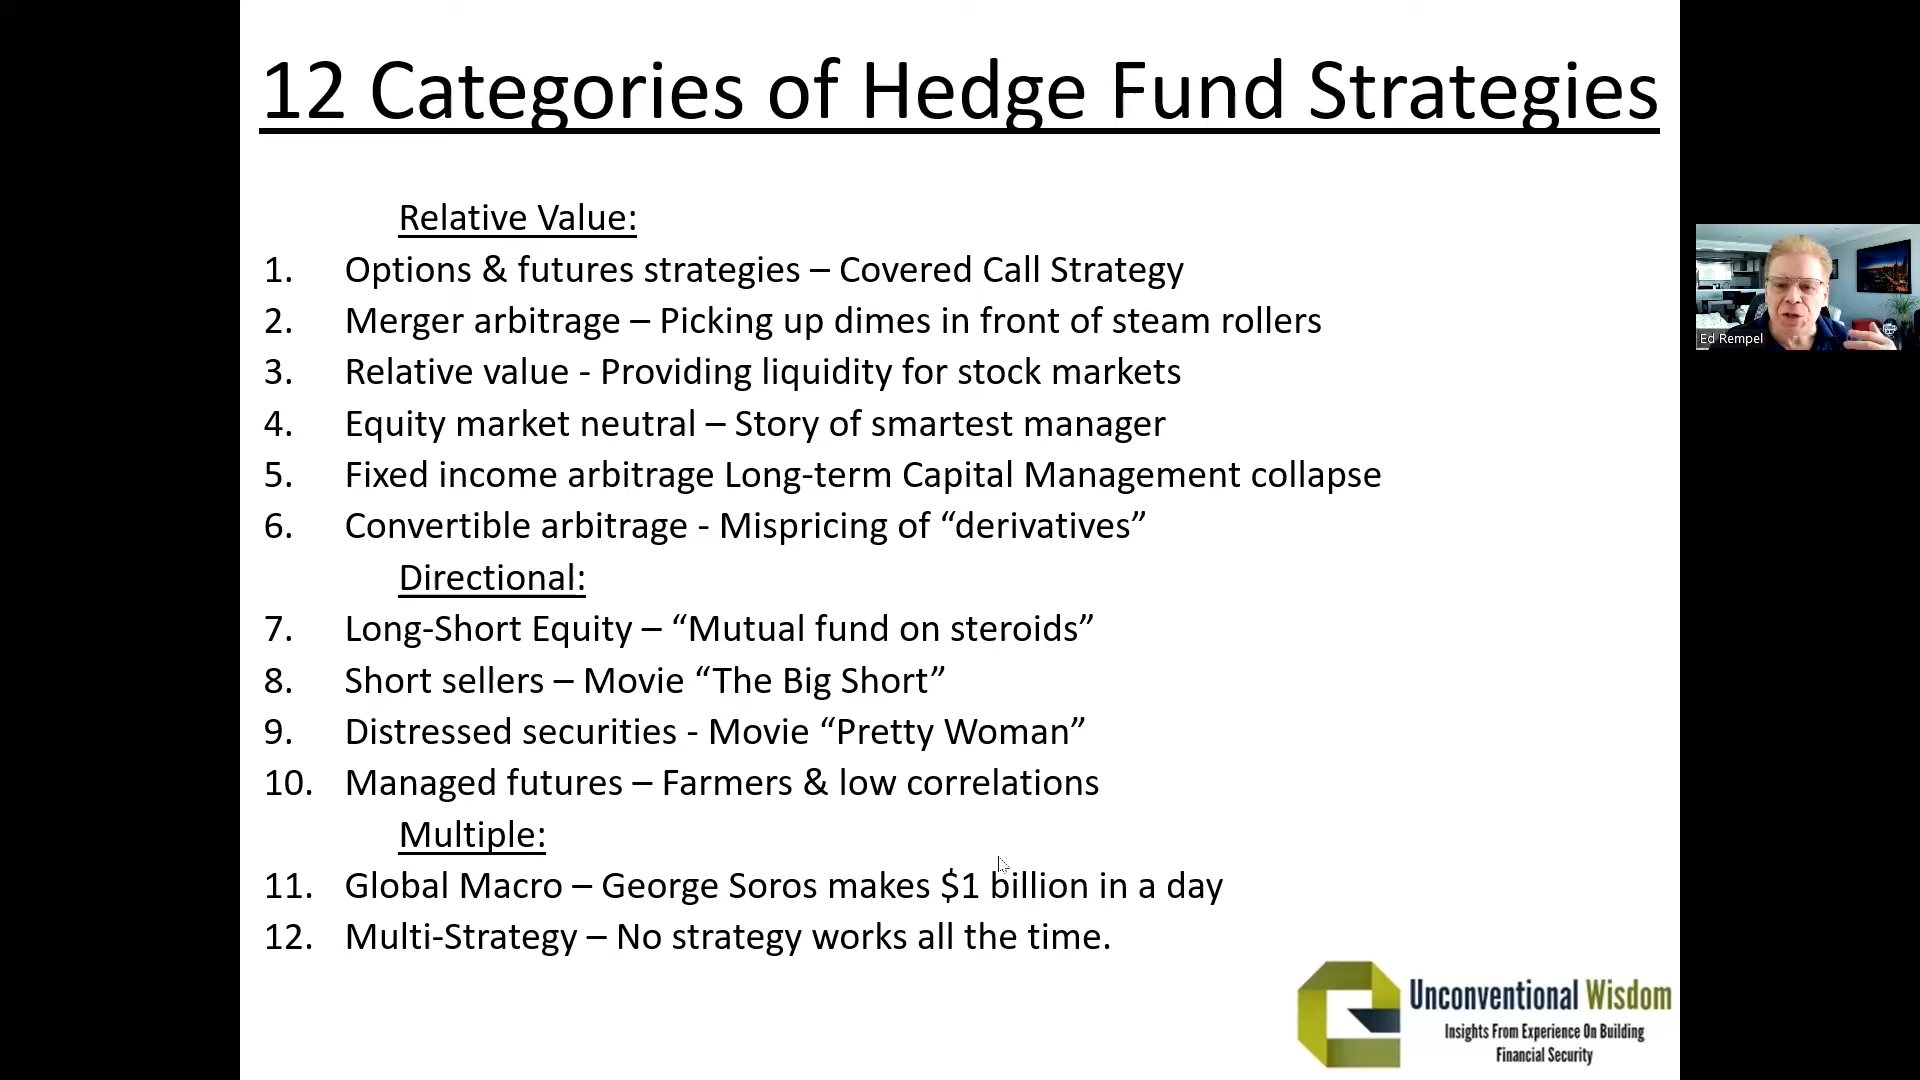 12 Categories of Hedge Fund Strategies
Relative Value:
1. Options & futures strategies – Covered Call Strategy
2. Merger arbitrage – Picking up dimes in front of steam rollers
3. Relative value - Providing liquidity for stock markets
4. Equity market neutral – Story of smartest manager
5. Fixed income arbitrage Long-term Capital Management collapse
6. Convertible arbitrage - Mispricing of “derivatives”
Directional:
7. Long-Short Equity – “Mutual fund on steroids”
8. Short sellers – Movie “The Big Short”
9. Distressed securities - Movie “Pretty Woman”
10. Managed futures – Farmers & low correlations
Multiple:
11. Global Macro – George Soros makes $1 billion in a day
12. Multi-Strategy – No strategy works all the time.
Unconventional Wisdom
Insights From Experience On Building
Financial Security
Ed Rempel